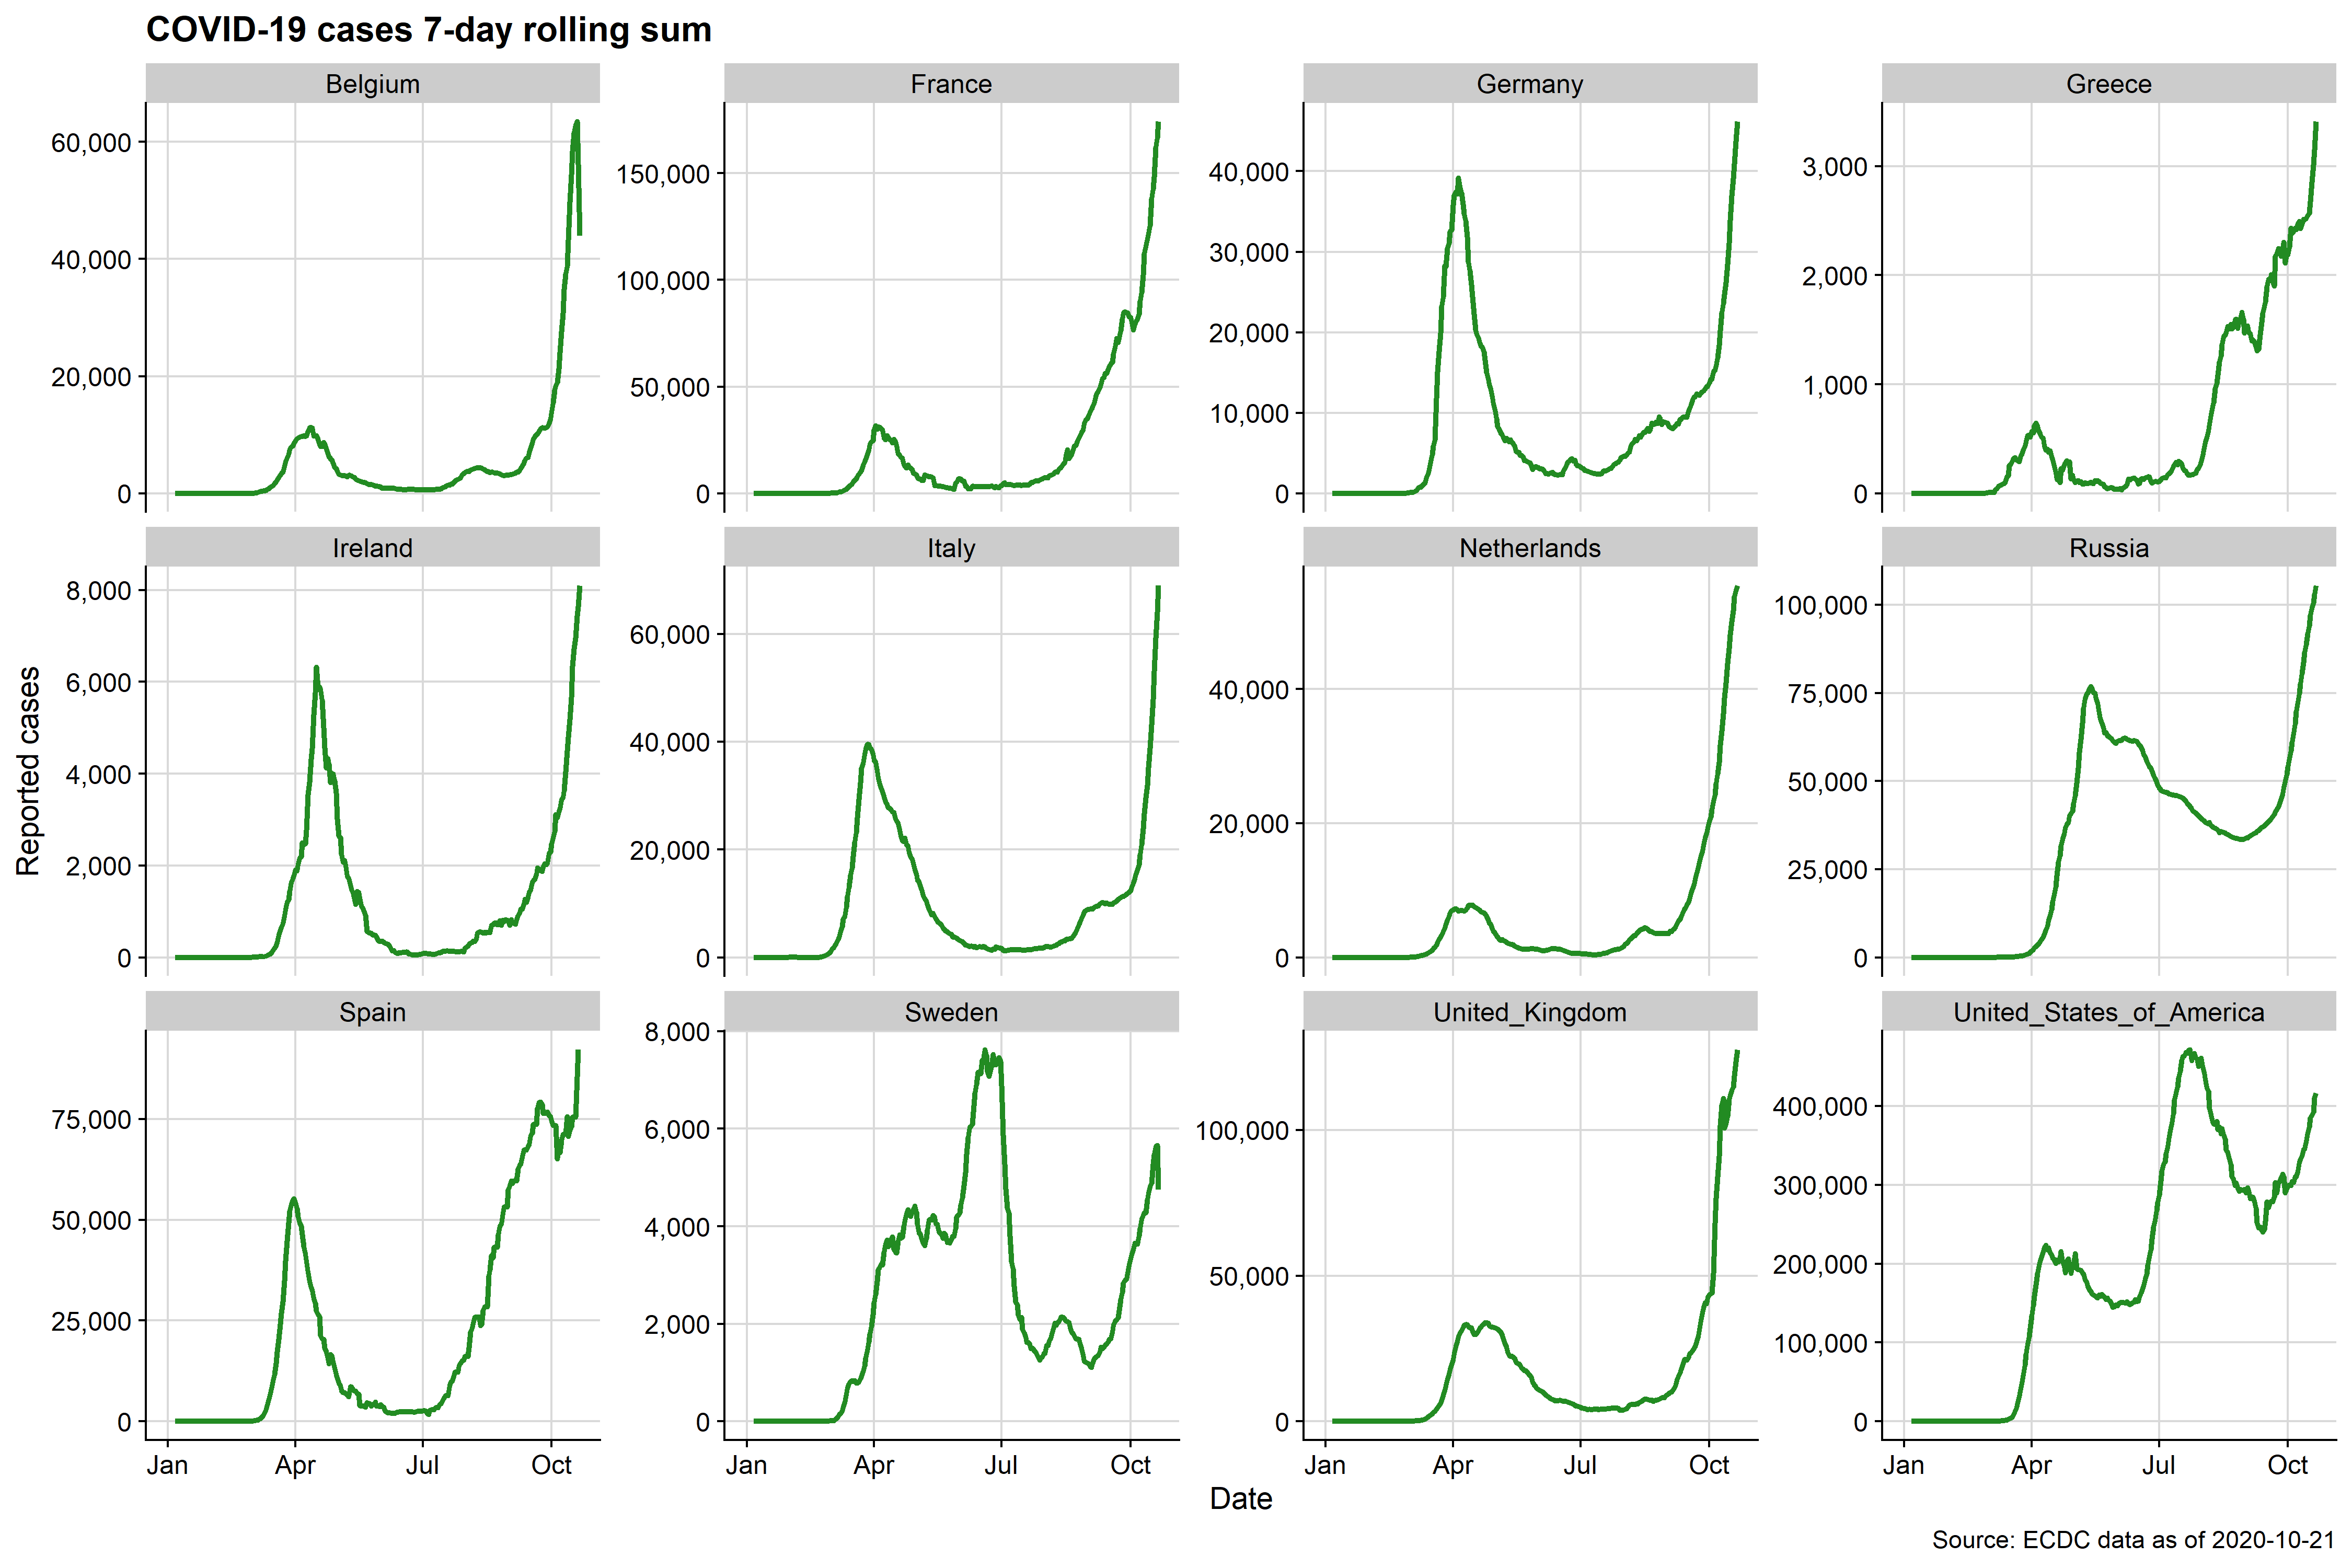 COVID-19 cases 7-day rolling sum
Belgium
France
Germany
Greece
60,000
40,000
20,000
0
150,000
100,000
50,000
0
40,000
30,000
20,000
10,000
0
3,000
2,000
1,000
0
Ireland
Italy
Netherlands
Russia
8,000
6,000
4,000
2,000
0
60,000
40,000
20,000
0
40,000
20,000
0
100,000
75,000
50,000
25,000
0
Spain
Sweden
United_Kingdom
United_States_of_America
75,000
50,000
25,000
0
8,000
6,000
4,000
2,000
0
100,000
50,000
0
400,000
300,000
200,000
100,000
0
Reported cases
Jan Apr Jul Oct
Jan Apr Jul Oct
Jan Apr Jul Oct
Jan Apr Jul Oct
Date
Source: ECDC data as of 2020-10-21